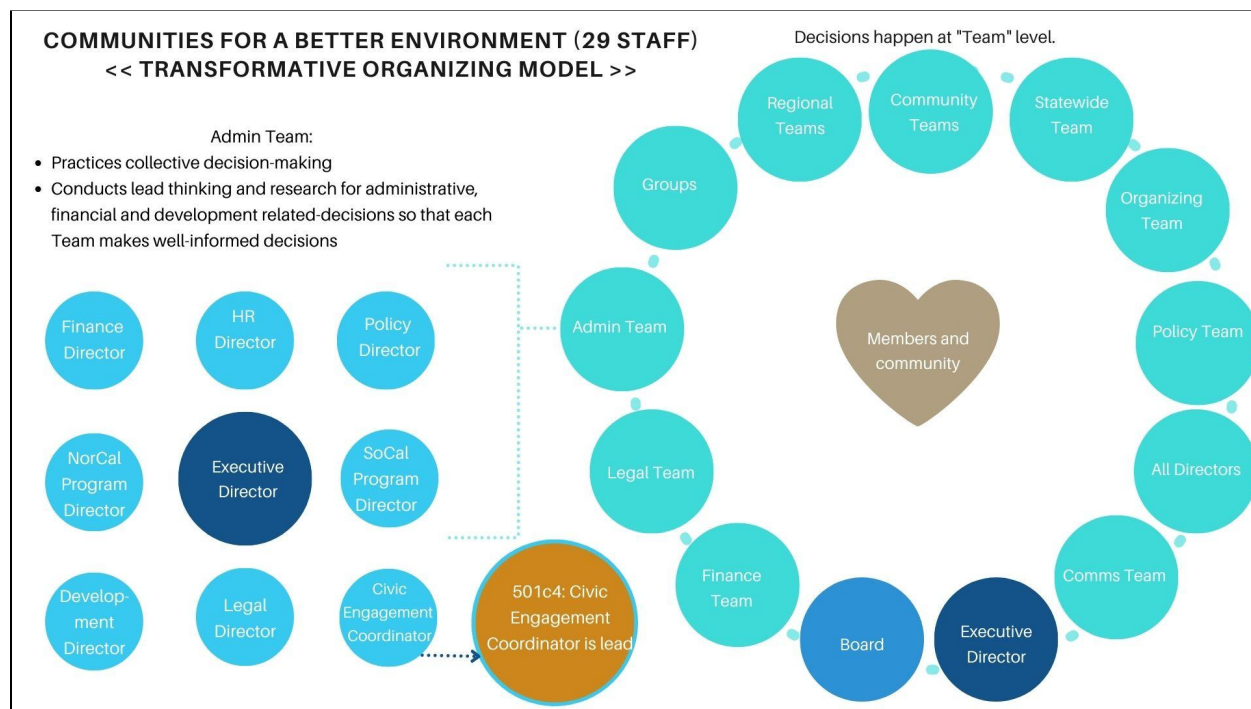 COMMUNITIES FOR A BETTER ENVIRONMENT (29 STAFF)
<< TRANSFORMATIVE ORGANIZING MODEL >>
Admin Team:
• Practices collective decision-making
• Conducts lead thinking and research for administrative,
financial and development related-decisions so that each
Team makes well-informed decisions
Finance
Director
HR
Director
Policy
Director
NorCal
Program
Director
Executive
Director
SoCal
Program
Director
Develop-
ment
Director
Legal
Director
Civic
Engagement
Coordinator
501c4: Civic
Engagement
Coordinator is lead
Decisions happen at "Team" level.
Regional
Teams
Community
Teams
Statewide
Team
Groups
Organizing
Team
Admin Team
Members and
community
Policy Team
Legal Team
All Directors
Finance
Team
Comms Team
Board
Executive
Director